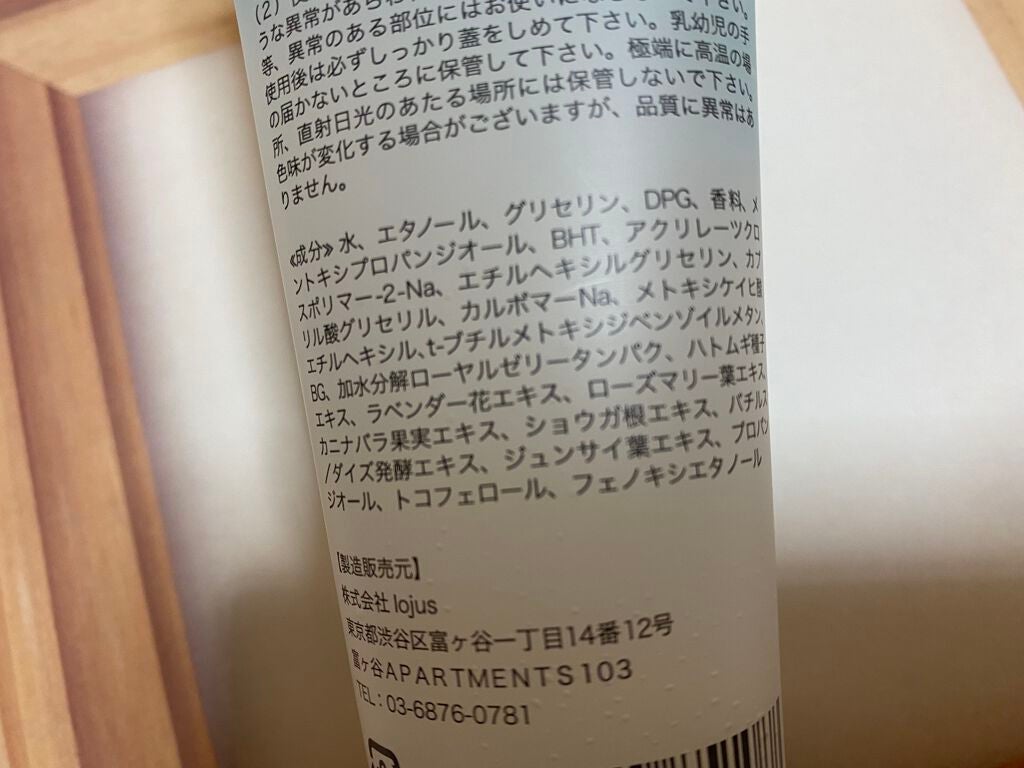 (2)
うな異常があらわ
等、異常のある部位にはお使いに
使用後は必ずしっかり蓋をしめて下さい。乳幼児の手
の届かないところに保管して下さい。極端に高温の場
所、直射日光のあたる場所には保管しないで下さい。
色味が変化する場合がございますが、品質に異常はあ
りません。
《成分》水、エタノール、グリセリン、DPG、香料、メ
ントキシプロパンジオール、BHT、アクリレーツクロ
スポリマー-2-Na、エチルヘキシルグリセリン、カプ
リル酸グリセリル、カルボマーNa、メトキシケイヒ酸
エチルヘキシル、t-ブチルメトキシジベンゾイルメタン、
BG、加水分解ローヤルゼリータンパク、ハトムギ種子
エキス、ラベンダー花エキス、ローズマリー葉エキス、
カニナバラ果実エキス、ショウガ根エキス、バチルス
/ダイズ発酵エキス、ジュンサイ葉エキス、プロパン
ジオール、トコフェロール、フェノキシエタノール
【製造販売元】
株式会社lojus
東京都渋谷区富ヶ谷一丁目14番12号
富ヶ谷APARTMENTS103
TEL：03-6876-0781